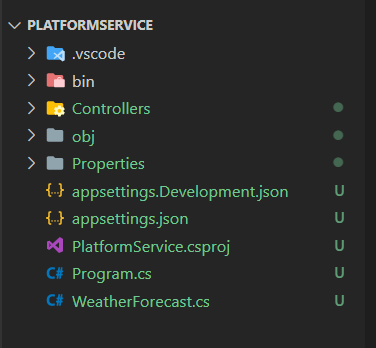 PLATFORMSERVICE
.vscode
bin
Controllers
obj
Properties
{..} appsettings.Development.json U
{..} appsettings.json U
PlatformService.csproj U
C# Program.cs U
C# WeatherForecast.cs U